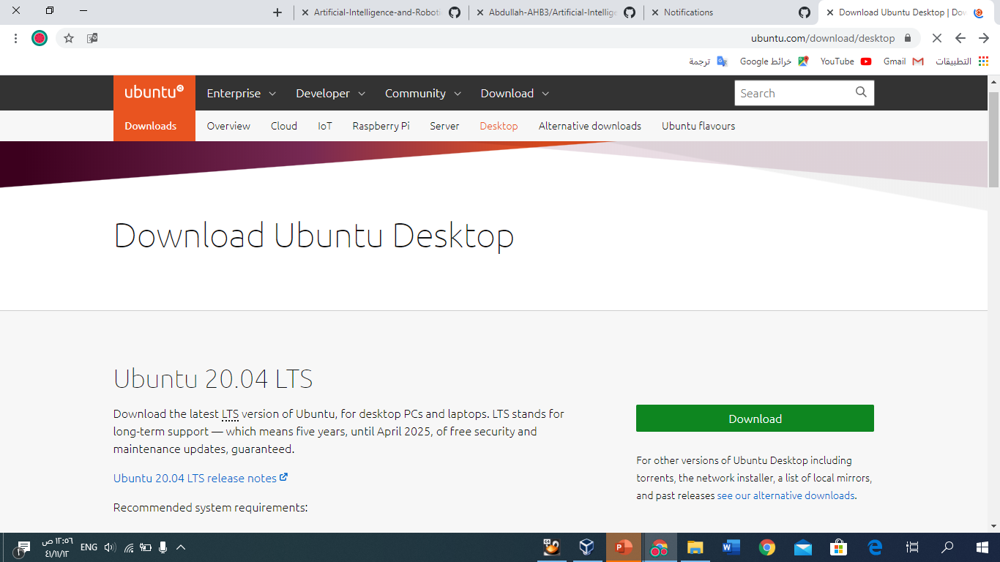 Artificial-Intelligence-and-Roboti
Abdullah-AHB3/Artificial-Intellige
Notifications
Download Ubuntu Desktop | Dow
ubuntu.com/download/desktop
التطبيقات
Gmail
YouTube
خرائط Google
ترجمة
ubuntu
Enterprise
Developer
Community
Download
Search
Downloads
Overview
Cloud
IoT
Raspberry Pi
Server
Desktop
Alternative downloads
Ubuntu flavours
Download Ubuntu Desktop
Ubuntu 20.04 LTS
Download the latest LTS version of Ubuntu, for desktop PCs and laptops. LTS stands for
long-term support — which means five years, until April 2025, of free security and
maintenance updates, guaranteed.
Ubuntu 20.04 LTS release notes
Recommended system requirements:
Download
For other versions of Ubuntu Desktop including
torrents, the network installer, a list of local mirrors,
and past releases see our alternative downloads.
١
١٢:٥٦ ص
٤١/١١/١٢
ENG